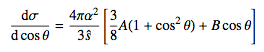 dσ/d cos θ = 4πα²/3ŝ [3/8 A(1 + cos² θ) + B cos θ]